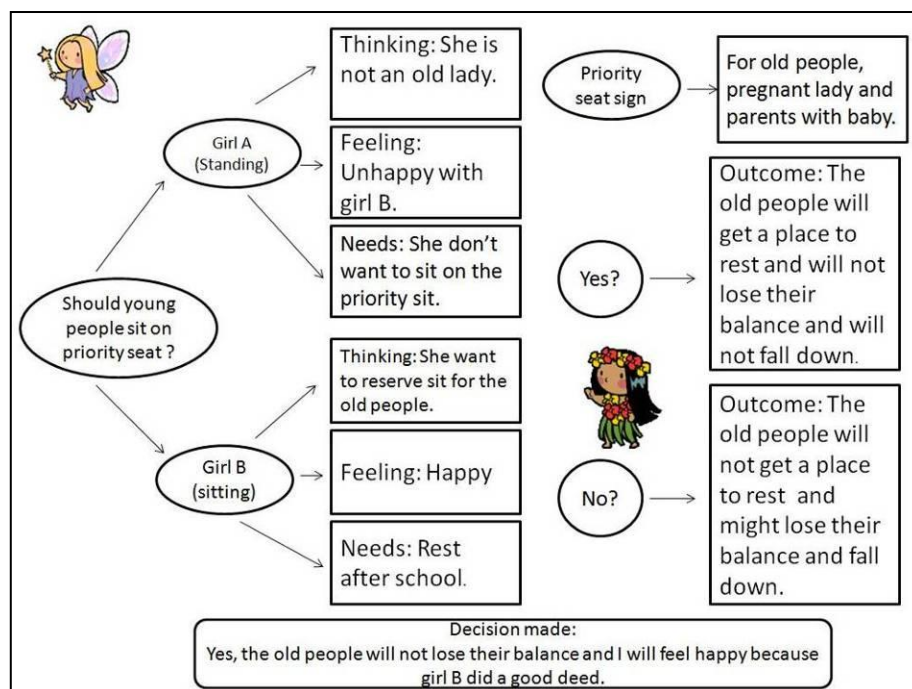 Should young
people sit on
priority seat ?
Girl A
(Standing)
Thinking: She is
not an old lady.
Feeling:
Unhappy with
girl B.
Needs: She don't
want to sit on the
priority sit.
Girl B
(sitting)
Thinking: She want
to reserve sit for the
old people.
Feeling: Happy
Needs: Rest
after school.
Priority
seat sign
For old people,
pregnant lady and
parents with baby.
Yes?
Outcome: The
old people will
get a place to
rest and will not
lose their
balance and will
not fall down.
No?
Outcome: The
old people will
not get a place
to rest and
might lose their
balance and fall
down.
Decision made:
Yes, the old people will not lose their balance and I will feel happy because
girl B did a good deed.